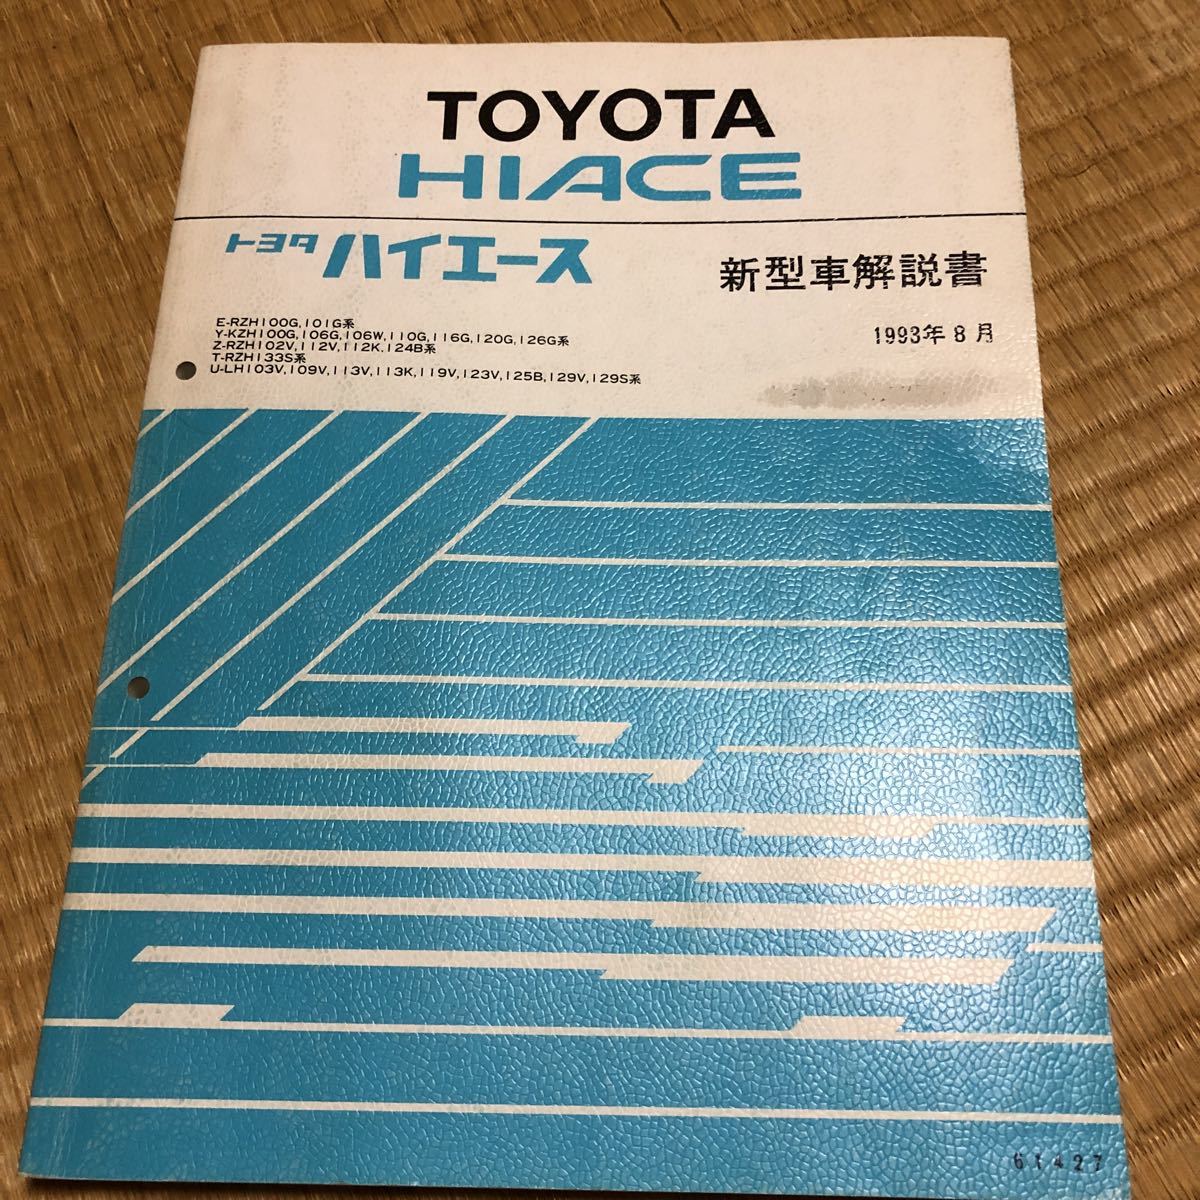 TOYOTA
HIACE
トヨタ ハイエース
新型車解説書
1993年8月
E-RZH100G,101G系
Y-KZH100G,106G,106W,110G,116G,120G,126G系
Z-RZH102V,112V,112K,124B系
T-RZH133S系
U-LH103V,109V,113V,113K,119V,123V,125B,129V,129S系
61427